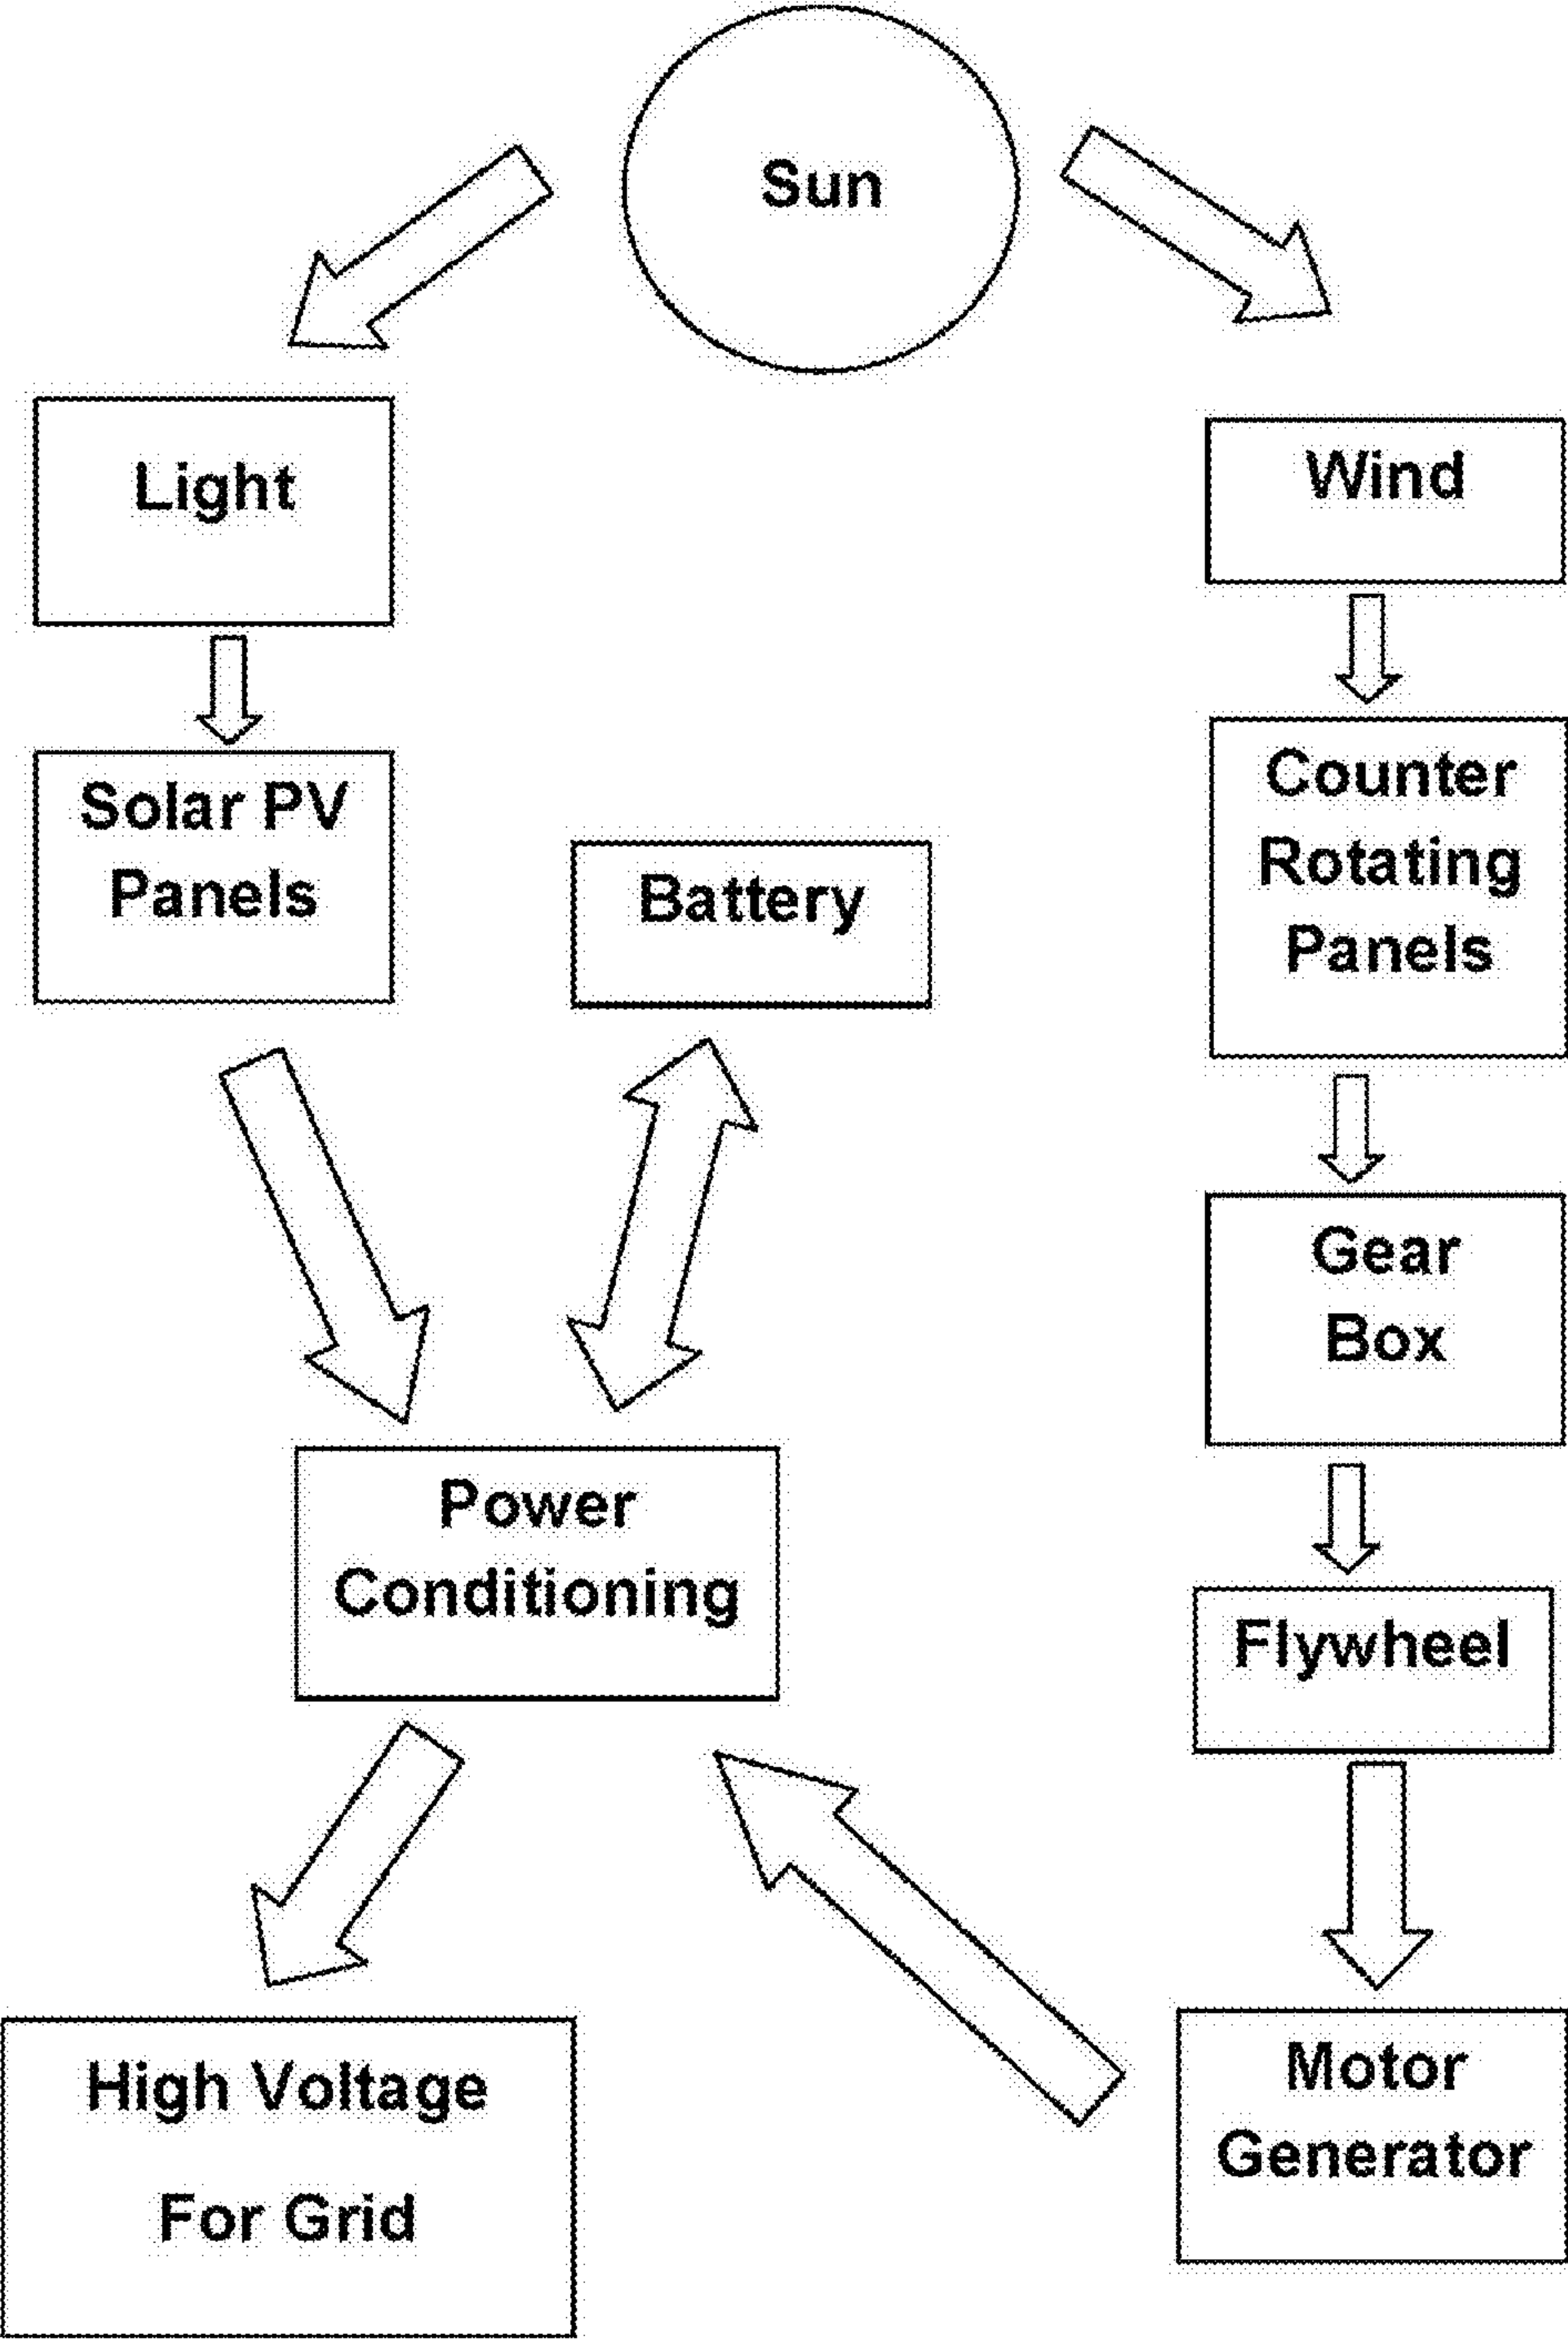 Sun
Light
Wind
Solar PV
Panels
Battery
Counter
Rotating
Panels
Gear
Box
Power
Conditioning
Flywheel
High Voltage
For Grid
Motor
Generator